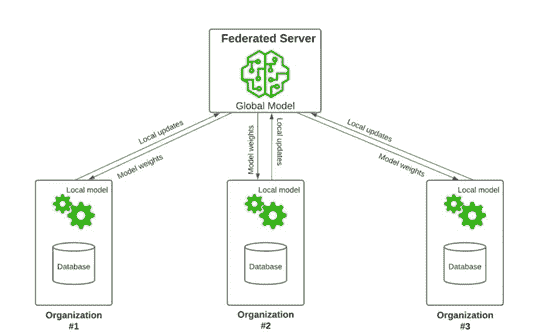 Federated Server
Global Model
Local updates
Model weights
Model weights
Local updates
Local updates
Model weights
Local model
Database
Organization
#1
Local model
Database
Organization
#2
Local model
Database
Organization
#3